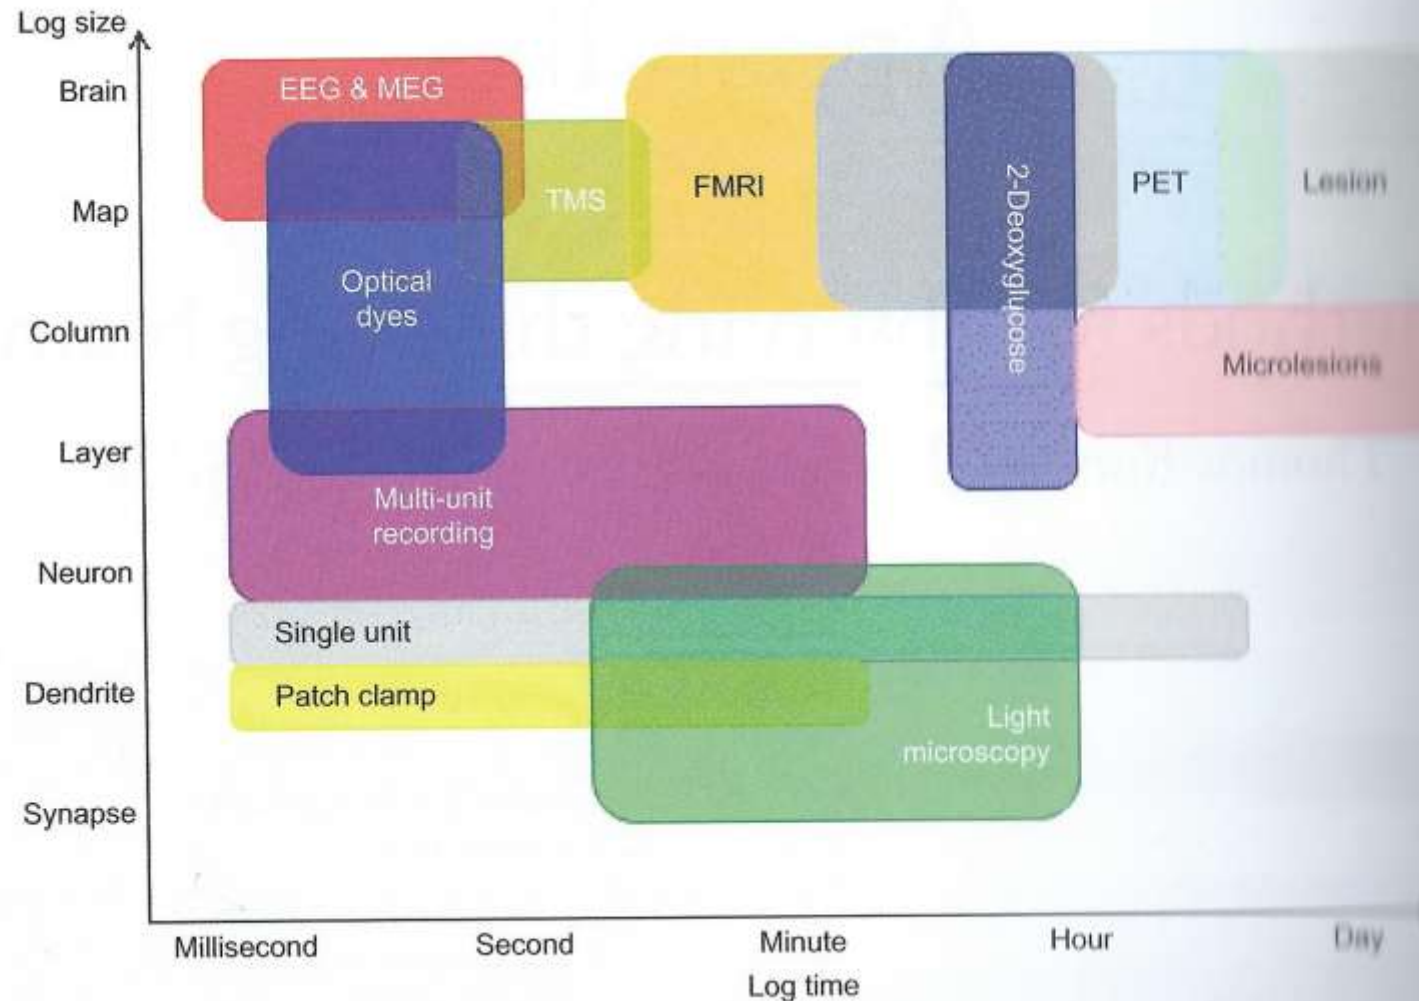 Log size
Brain
Map
Column
Layer
Neuron
Dendrite
Synapse
EEG & MEG
TMS
FMRI
2-Deoxyglucose
PET
Lesion
Optical
dyes
Microlesions
Multi-unit
recording
Single unit
Patch clamp
Light
microscopy
Millisecond
Second
Minute
Hour
Day
Log time